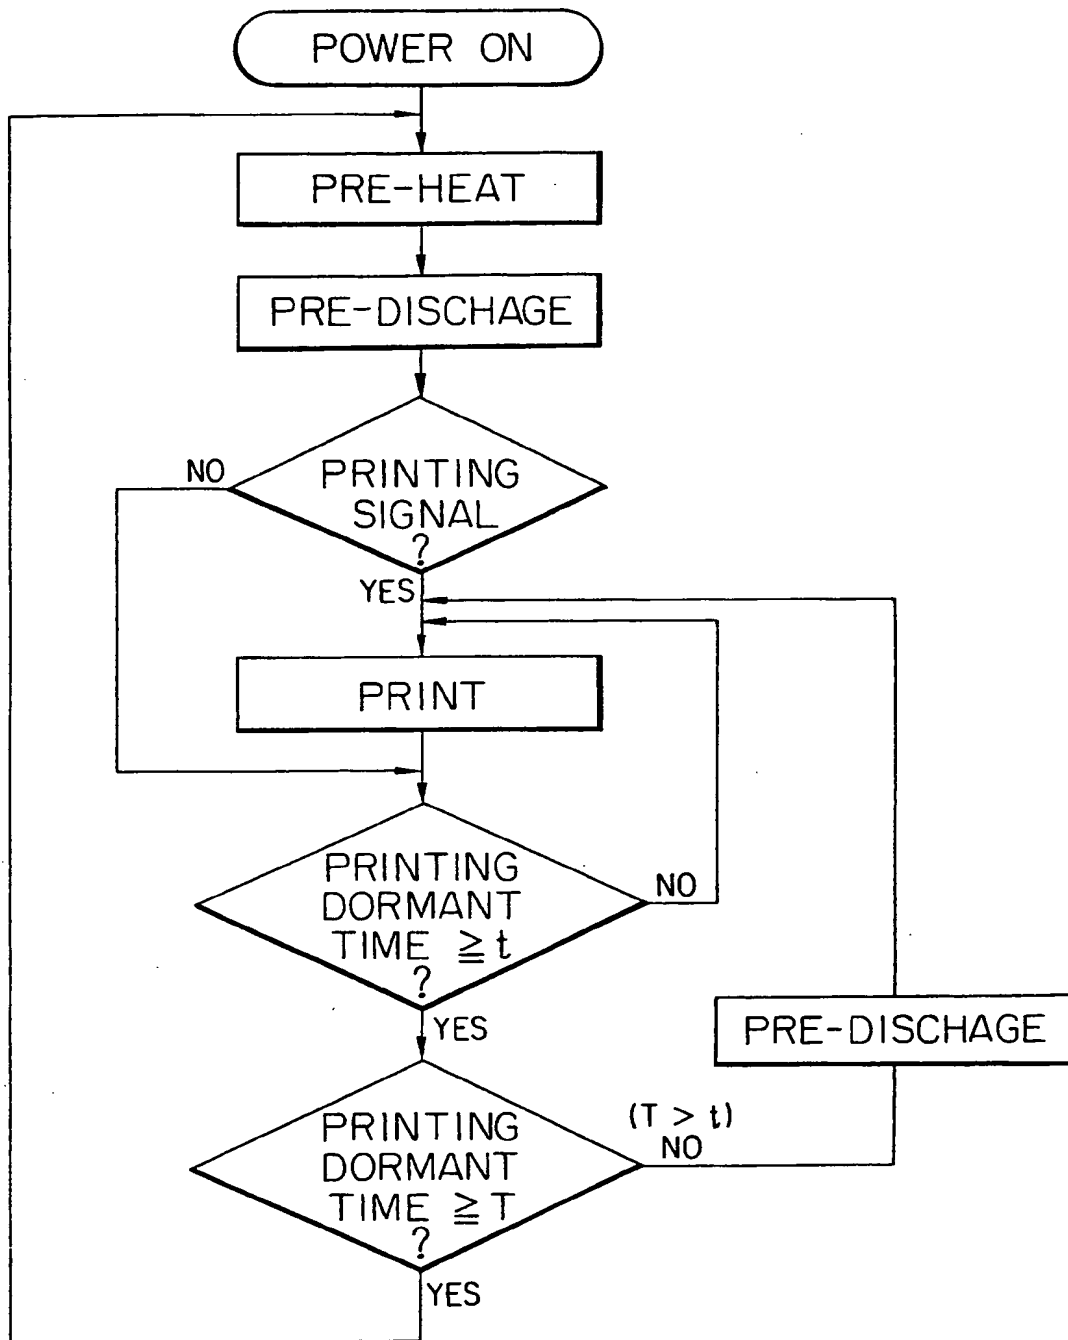 POWER ON
PRE-HEAT
PRE-DISCHAGE
NO
PRINTING
SIGNAL
?
YES
PRINT
PRINTING
DORMANT
TIME ≧ t
?
NO
YES
PRE-DISCHAGE
PRINTING
DORMANT
TIME ≧ T
?
(T > t)
NO
YES